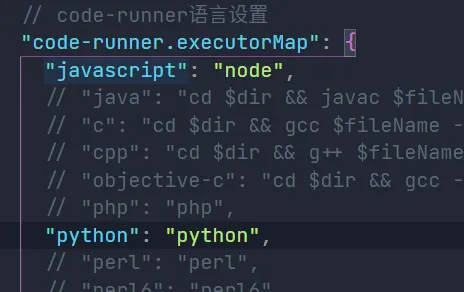 // code-runner语言设置
"code-runner.executorMap": {
"javascript": "node",
// "java": "cd $dir && javac $fileN
// "c": "cd $dir && gcc $fileName -
// "cpp": "cd $dir && g++ $fileName
// "objective-c": "cd $dir && gcc -
// "php": "php",
"python": "python",
// "perl": "perl",
// "perl6": "perl6"